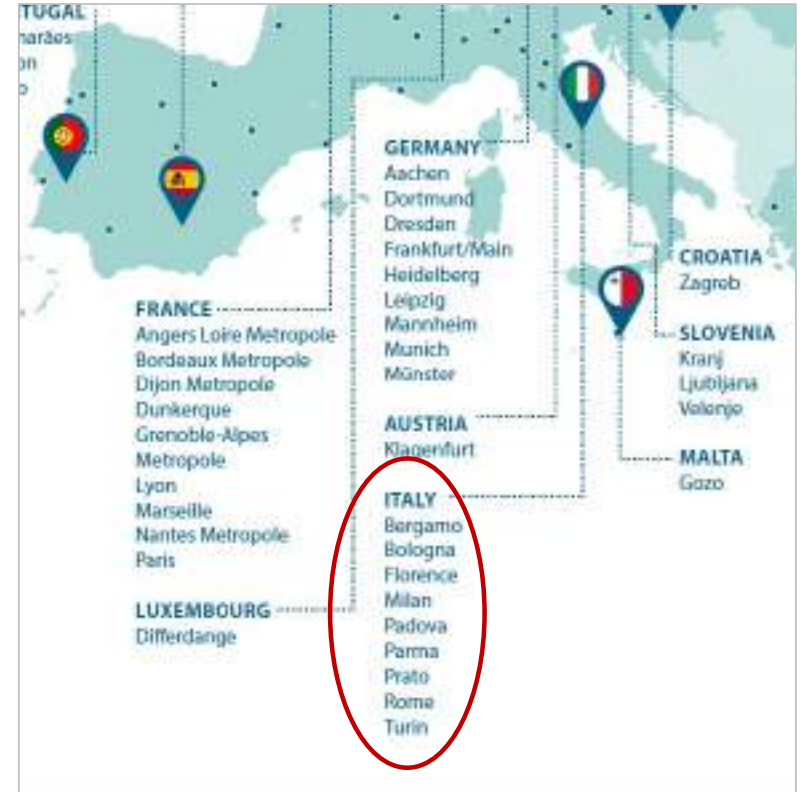 TUGAL
narães
on
o
GERMANY
Aachen
Dortmund
Dresden
Frankfurt/Main
Heidelberg
Leipzig
Mannheim
Munich
Münster
CROATIA
Zagreb
FRANCE
Angers Loire Metropole
Bordeaux Metropole
Dijon Metropole
Dunkerque
Grenoble-Alpes
Metropole
Lyon
Marseille
Nantes Metropole
Paris
SLOVENIA
Kranj
Ljubljana
Velenje
AUSTRIA
Klagenfurt
MALTA
Gozo
ITALY
Bergamo
Bologna
Florence
Milan
Padova
Parma
Prato
Rome
Turin
LUXEMBOURG
Differdange